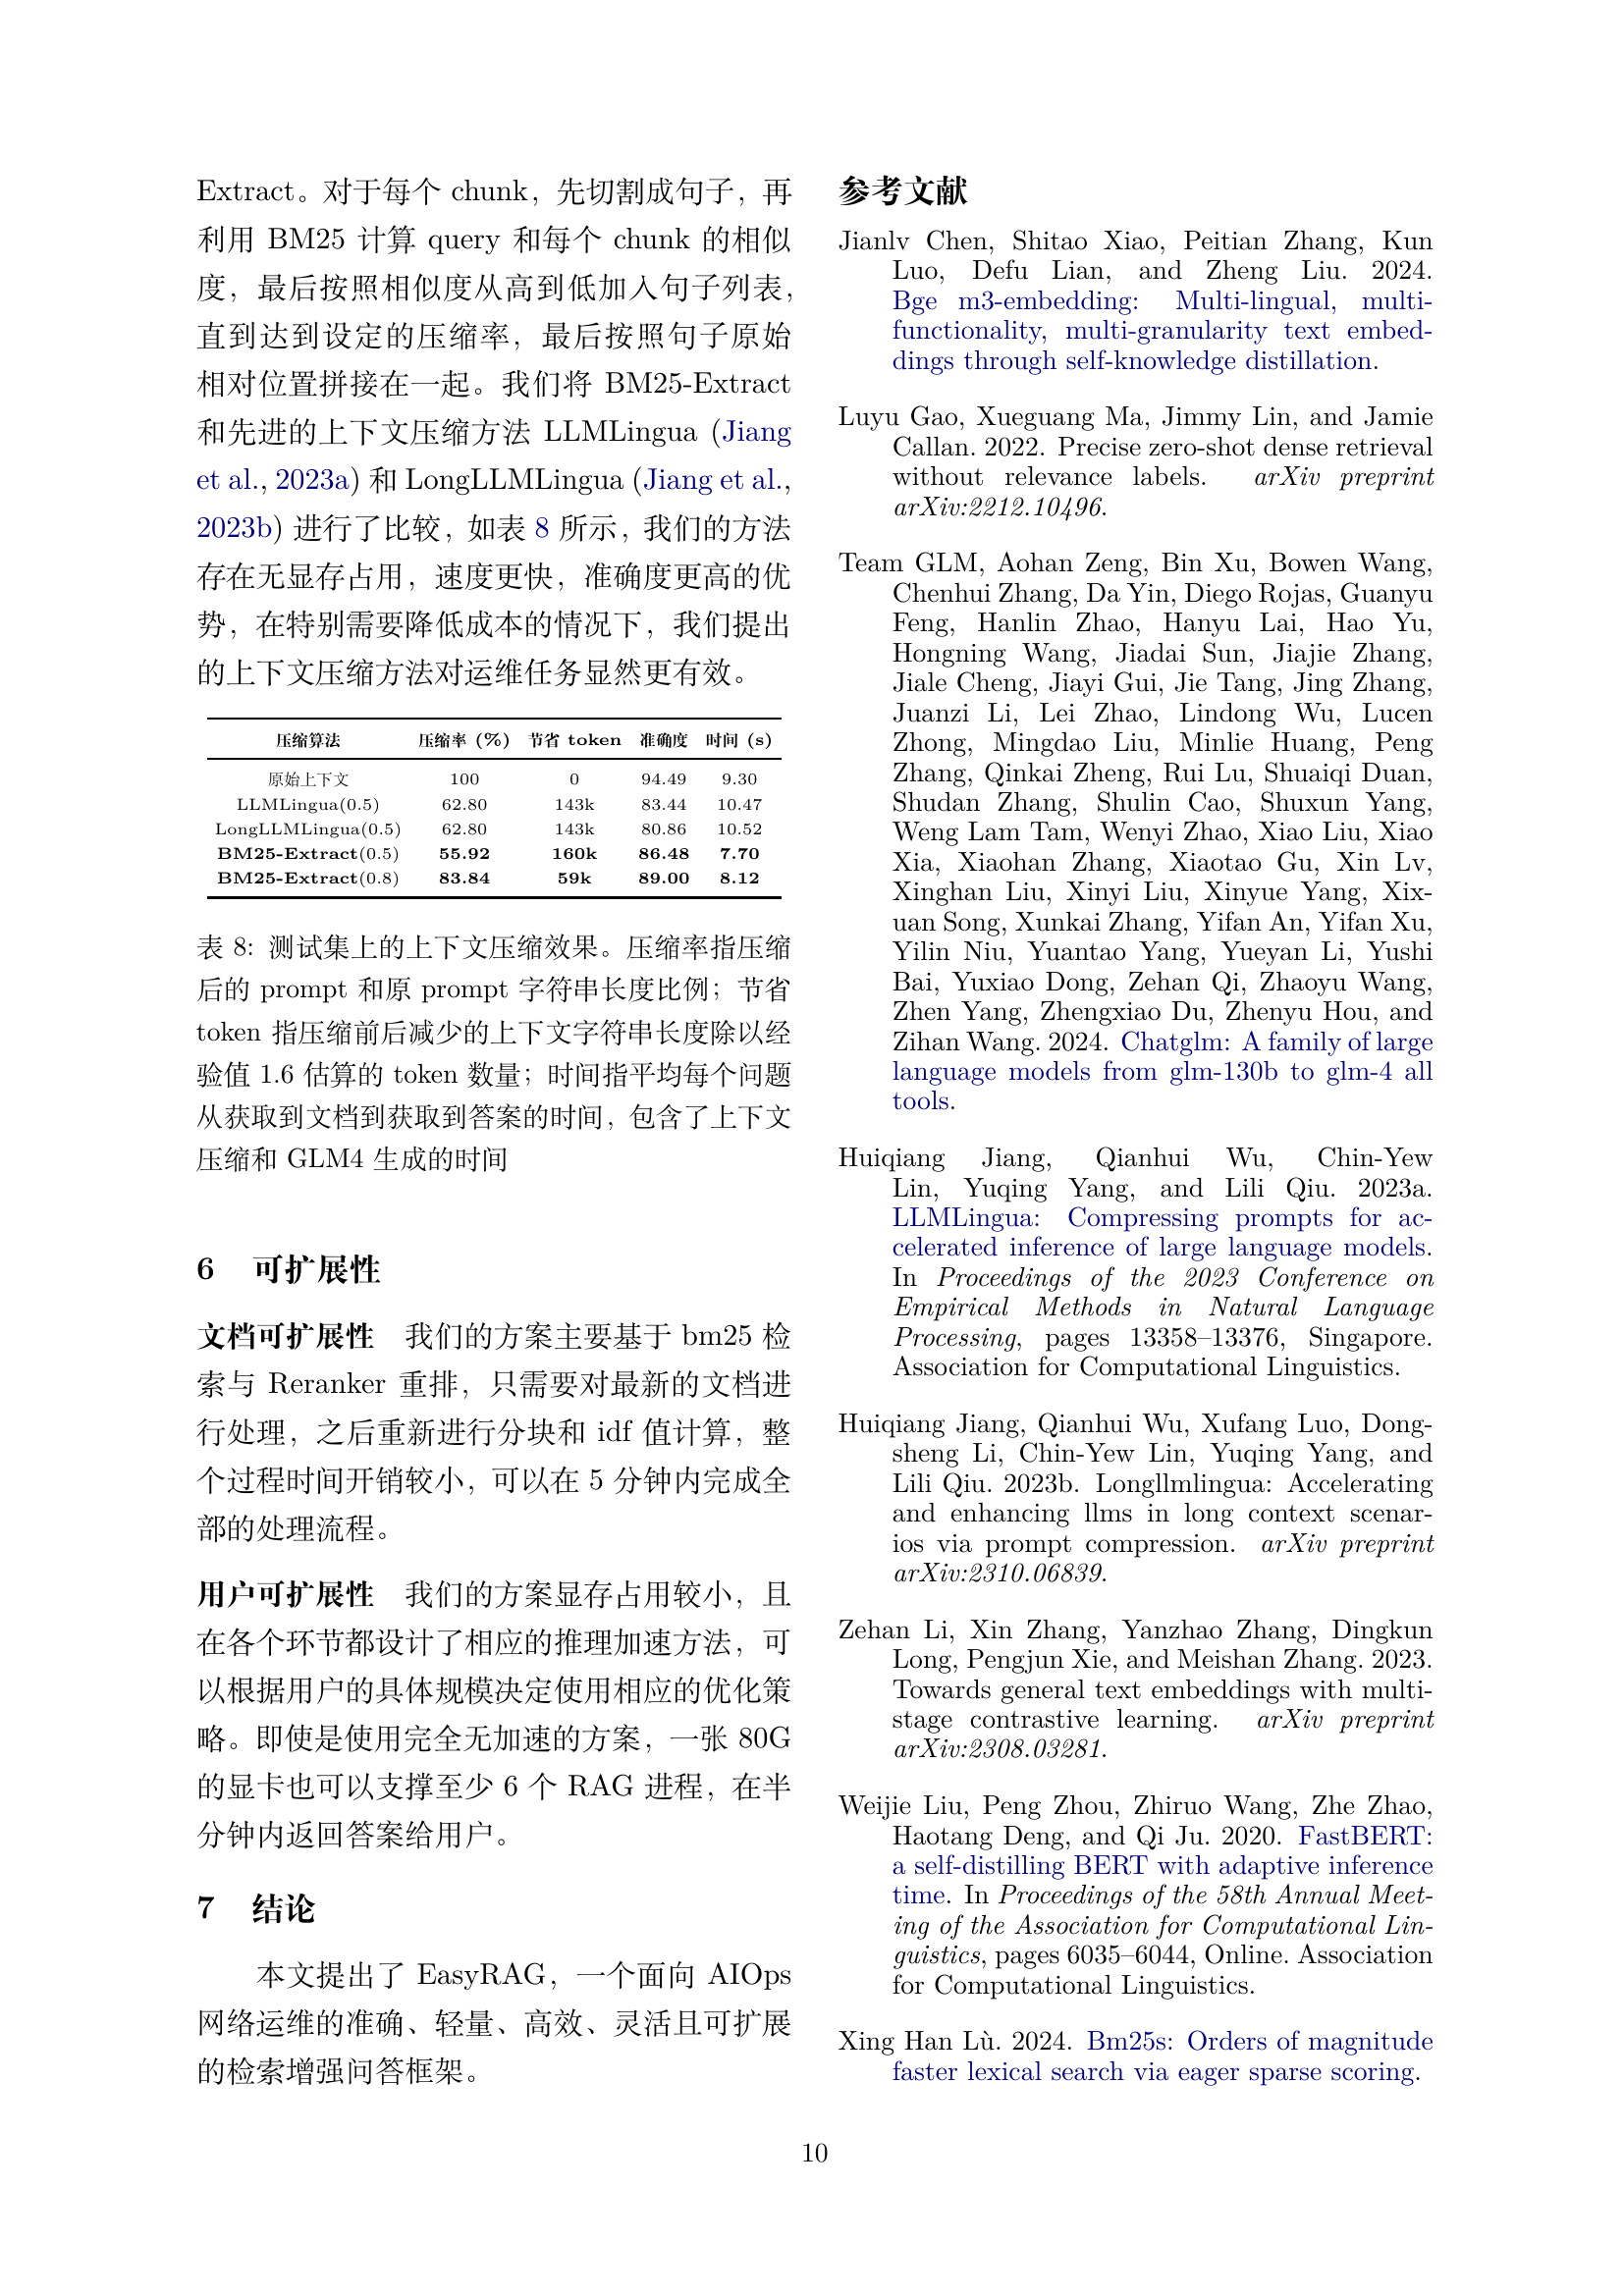 Extract。对于每个 chunk，先切割成句子，再
利用 BM25 计算 query 和每个 chunk 的相似
度，最后按照相似度从高到低加入句子列表，
直到达到设定的压缩率，最后按照句子原始
相对位置拼接在一起。我们将 BM25-Extract
和先进的上下文压缩方法 LLMLingua (Jiang
et al., 2023a) 和 LongLLMLingua (Jiang et al.,
2023b) 进行了比较，如表 8 所示，我们的方法
存在无显存占用，速度更快，准确度更高的优
势，在特别需要降低成本的情况下，我们提出
的上下文压缩方法对运维任务显然更有效。
压缩算法 压缩率 (%) 节省 token 准确度 时间 (s)
原始上下文 100 0 94.49 9.30
LLMLingua(0.5) 62.80 143k 83.44 10.47
LongLLMLingua(0.5) 62.80 143k 80.86 10.52
BM25-Extract(0.5) 55.92 160k 86.48 7.70
BM25-Extract(0.8) 83.84 59k 89.00 8.12
表 8: 测试集上的上下文压缩效果。压缩率指压缩
后的 prompt 和原 prompt 字符串长度比例；节省
token 指压缩前后减少的上下文字符串长度除以经
验值 1.6 估算的 token 数量；时间指平均每个问题
从获取到文档到获取到答案的时间，包含了上下文
压缩和 GLM4 生成的时间
6 可扩展性
文档可扩展性 我们的方案主要基于 bm25 检
索与 Reranker 重排，只需要对最新的文档进
行处理，之后重新进行分块和 idf 值计算，整
个过程时间开销较小，可以在 5 分钟内完成全
部的处理流程。
用户可扩展性 我们的方案显存占用较小，且
在各个环节都设计了相应的推理加速方法，可
以根据用户的具体规模决定使用相应的优化策
略。即使是使用完全无加速的方案，一张 80G
的显卡也可以支撑至少 6 个 RAG 进程，在半
分钟内返回答案给用户。
7 结论
本文提出了 EasyRAG，一个面向 AIOps
网络运维的准确、轻量、高效、灵活且可扩展
的检索增强问答框架。
参考文献
Jianlv Chen, Shitao Xiao, Peitian Zhang, Kun
Luo, Defu Lian, and Zheng Liu. 2024.
Bge m3-embedding: Multi-lingual, multi-
functionality, multi-granularity text embed-
dings through self-knowledge distillation.
Luyu Gao, Xueguang Ma, Jimmy Lin, and Jamie
Callan. 2022. Precise zero-shot dense retrieval
without relevance labels. arXiv preprint
arXiv:2212.10496.
Team GLM, Aohan Zeng, Bin Xu, Bowen Wang,
Chenhui Zhang, Da Yin, Diego Rojas, Guanyu
Feng, Hanlin Zhao, Hanyu Lai, Hao Yu,
Hongning Wang, Jiadai Sun, Jiajie Zhang,
Jiale Cheng, Jiayi Gui, Jie Tang, Jing Zhang,
Juanzi Li, Lei Zhao, Lindong Wu, Lucen
Zhong, Mingdao Liu, Minlie Huang, Peng
Zhang, Qinkai Zheng, Rui Lu, Shuaiqi Duan,
Shudan Zhang, Shulin Cao, Shuxun Yang,
Weng Lam Tam, Wenyi Zhao, Xiao Liu, Xiao
Xia, Xiaohan Zhang, Xiaotao Gu, Xin Lv,
Xinghan Liu, Xinyi Liu, Xinyue Yang, Xix-
uan Song, Xunkai Zhang, Yifan An, Yifan Xu,
Yilin Niu, Yuantao Yang, Yueyan Li, Yushi
Bai, Yuxiao Dong, Zehan Qi, Zhaoyu Wang,
Zhen Yang, Zhengxiao Du, Zhenyu Hou, and
Zihan Wang. 2024. Chatglm: A family of large
language models from glm-130b to glm-4 all
tools.
Huiqiang Jiang, Qianhui Wu, Chin-Yew
Lin, Yuqing Yang, and Lili Qiu. 2023a.
LLMLingua: Compressing prompts for ac-
celerated inference of large language models.
In Proceedings of the 2023 Conference on
Empirical Methods in Natural Language
Processing, pages 13358–13376, Singapore.
Association for Computational Linguistics.
Huiqiang Jiang, Qianhui Wu, Xufang Luo, Dong-
sheng Li, Chin-Yew Lin, Yuqing Yang, and
Lili Qiu. 2023b. Longllmlingua: Accelerating
and enhancing llms in long context scenar-
ios via prompt compression. arXiv preprint
arXiv:2310.06839.
Zehan Li, Xin Zhang, Yanzhao Zhang, Dingkun
Long, Pengjun Xie, and Meishan Zhang. 2023.
Towards general text embeddings with multi-
stage contrastive learning. arXiv preprint
arXiv:2308.03281.
Weijie Liu, Peng Zhou, Zhiruo Wang, Zhe Zhao,
Haotang Deng, and Qi Ju. 2020. FastBERT:
a self-distilling BERT with adaptive inference
time. In Proceedings of the 58th Annual Meet-
ing of the Association for Computational Lin-
guistics, pages 6035–6044, Online. Association
for Computational Linguistics.
Xing Han Lù. 2024. Bm25s: Orders of magnitude
faster lexical search via eager sparse scoring.
10